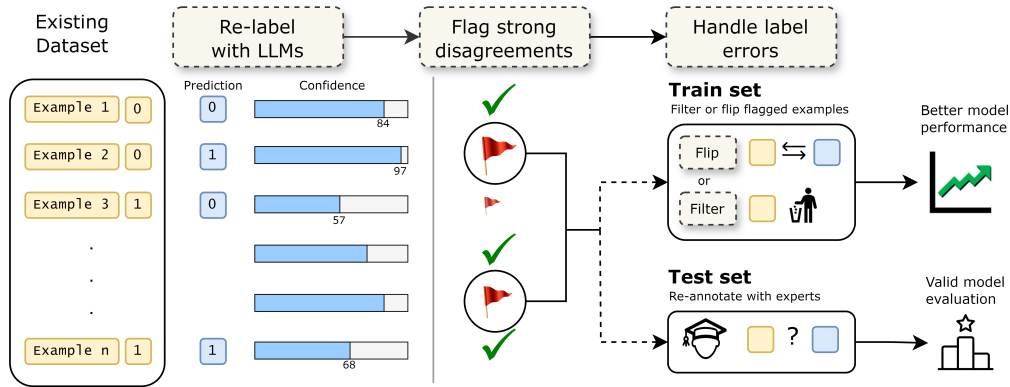 Existing
Dataset
Re-label
with LLMs
Flag strong
disagreements
Handle label
errors
Prediction
Confidence
Example 1 0
0
84
Example 2 0
1
97
Example 3 1
0
57
.
.
.
Example n 1
1
68
Train set
Filter or flip flagged examples
Flip
or
Filter
Better model
performance
Test set
Re-annotate with experts
?
Valid model
evaluation